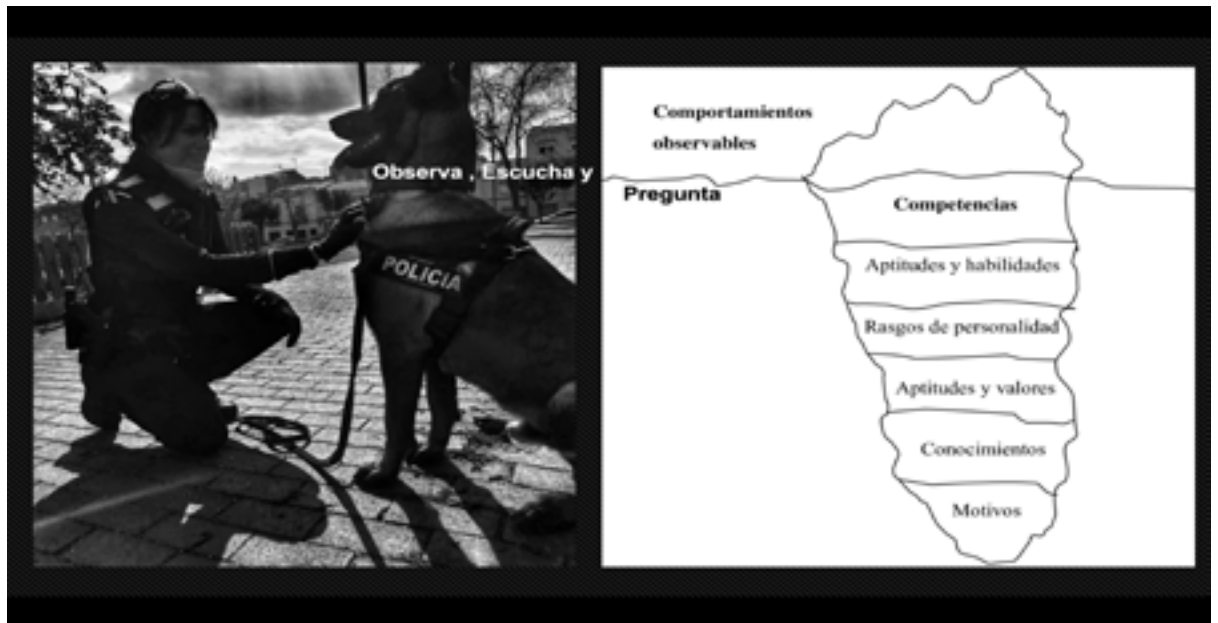 Observa , Escucha y
POLICIA
Comportamientos
observables
Pregunta
Competencias
Aptitudes y habilidades
Rasgos de personalidad
Aptitudes y valores
Conocimientos
Motivos